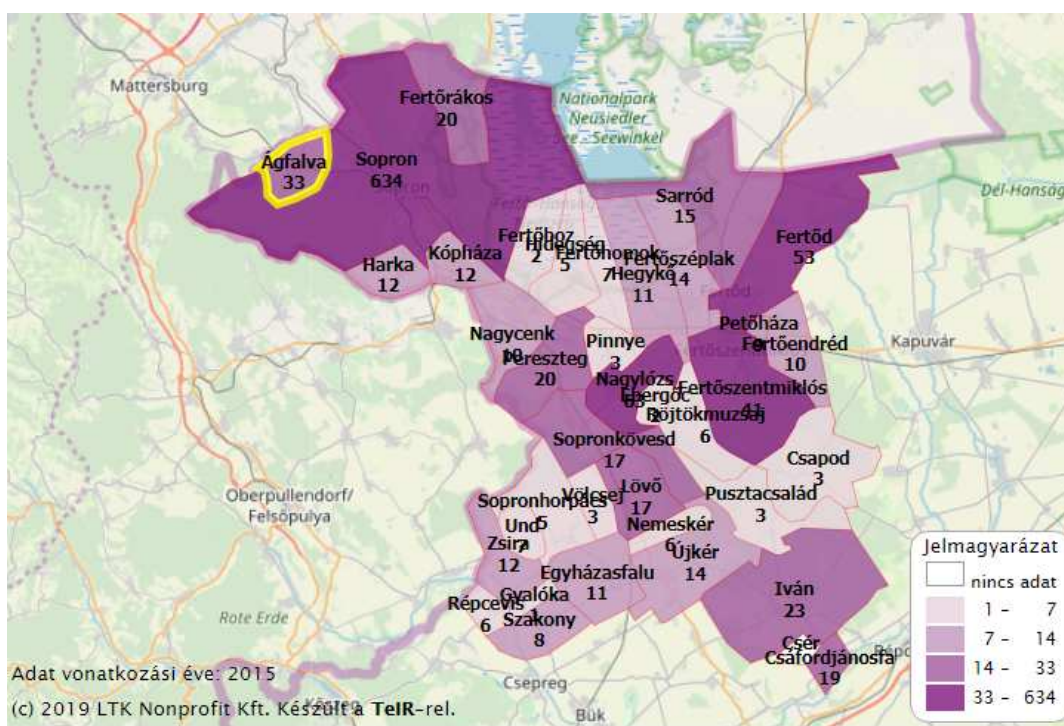 Mattersburg
Nationalpark
Neusiedler
See - Seewinkel
Fertőrákos
20
Ágfalva
33
Sopron
634
Dél-Hanság
Sarród
15
Fertőd
53
Fertőboz
2
Hidegség
5
Fertőhomok
7
Fertőszéplak
14
Hegykő
11
Harka
12
Kópháza
12
Nagycenk
Petőháza
Fertőendréd
10
Kapuvár
Pinnye
3
Pereszteg
20
Nagylózs
Ebergőc
Fertőszentmiklós
41
Röjtökmuzsaj
6
Sopronkövesd
17
Csapod
3
Oberpullendorf/
Felsőpulya
Sopronhorpács
5
Völcsej
3
Lövő
17
Pusztacsalád
3
Und
7
Nemeskér
6
Zsira
12
Újkér
14
Egyházasfalu
11
Iván
23
Gyalóka
Répcevis
6
Szakony
8
Rote Erde
Csér
Csáfordjánosfa
19
Csepreg
Bük
Jelmagyarázat
nincs adat
1 - 7
7 - 14
14 - 33
33 - 634
Adat vonatkozási éve: 2015
(c) 2019 LTK Nonprofit Kft. Készült a TeIR-rel.